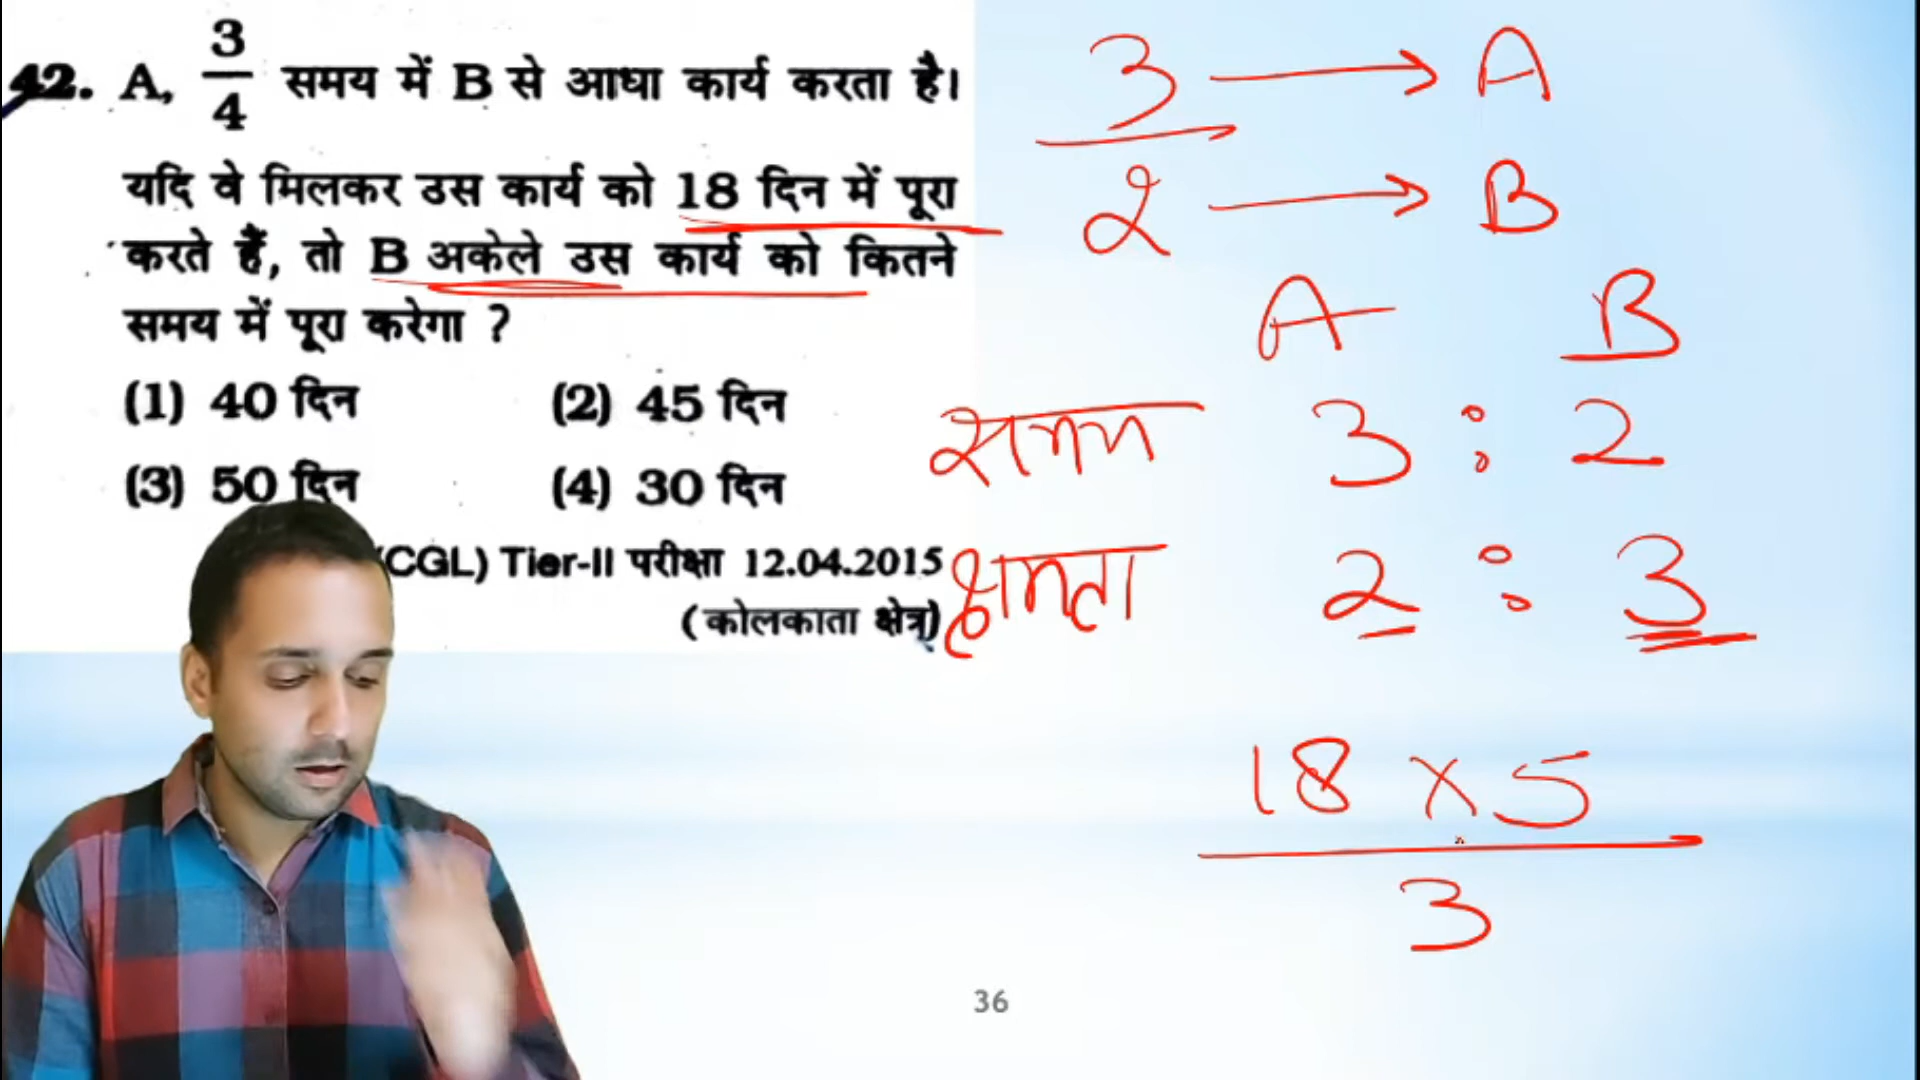 42. A, 3/4 समय में B से आधा कार्य करता है।
यदि वे मिलकर उस कार्य को 18 दिन में पूरा
करते हैं, तो B अकेले उस कार्य को कितने
समय में पूरा करेगा ?
(1) 40 दिन (2) 45 दिन
(3) 50 दिन (4) 30 दिन
(CGL) Tier-II परीक्षा 12.04.2015
(कोलकाता क्षेत्र)
3 → A
2 → B
A B
समय 3 : 2
क्षमता 2 : 3
18 × 5
3
36